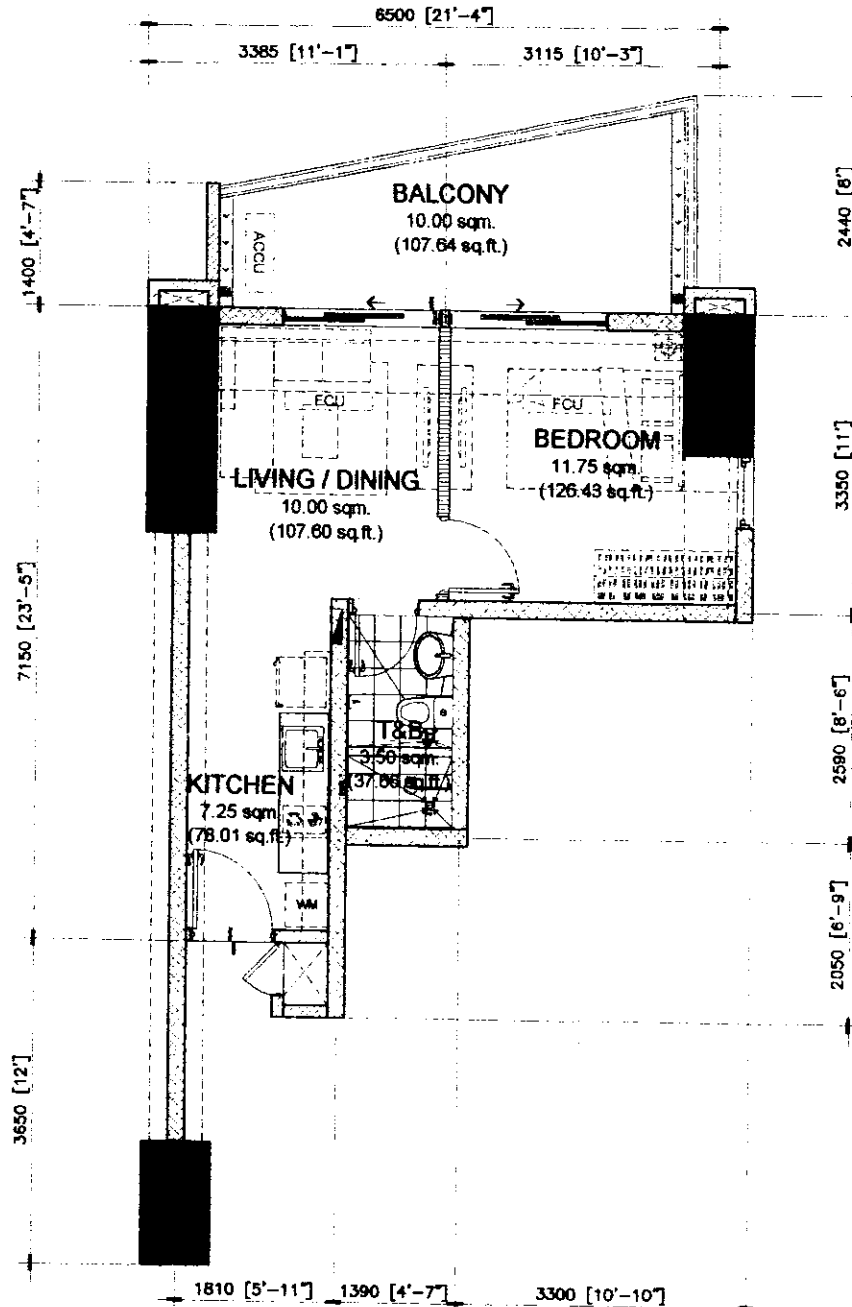 6500 [21'-4"]
3385 [11'-1"]
3115 [10'-3"]
1400 [4'-7"]
2440 [8']
BALCONY
10.00 sqm.
(107.64 sq.ft.)
ACCU
FCU
FCU
BEDROOM
11.75 sqm.
(126.43 sq.ft.)
LIVING / DINING
10.00 sqm.
(107.60 sq.ft.)
3350 [11']
7150 [23'-5"]
T&B
3.50 sqm.
(37.66 sq.ft.)
2590 [8'-6"]
KITCHEN
7.25 sqm.
(78.01 sq.ft.)
WM
2050 [6'-9"]
3650 [12']
1810 [5'-11"]
1390 [4'-7"]
3300 [10'-10"]